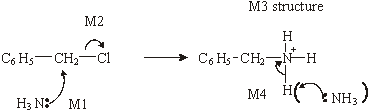 M3 structure
M2
H
C₆H₅—CH₂—Cl
C₆H₅—CH₂—N⁺—H
H
H₃N: M1
M4
(:NH₃)